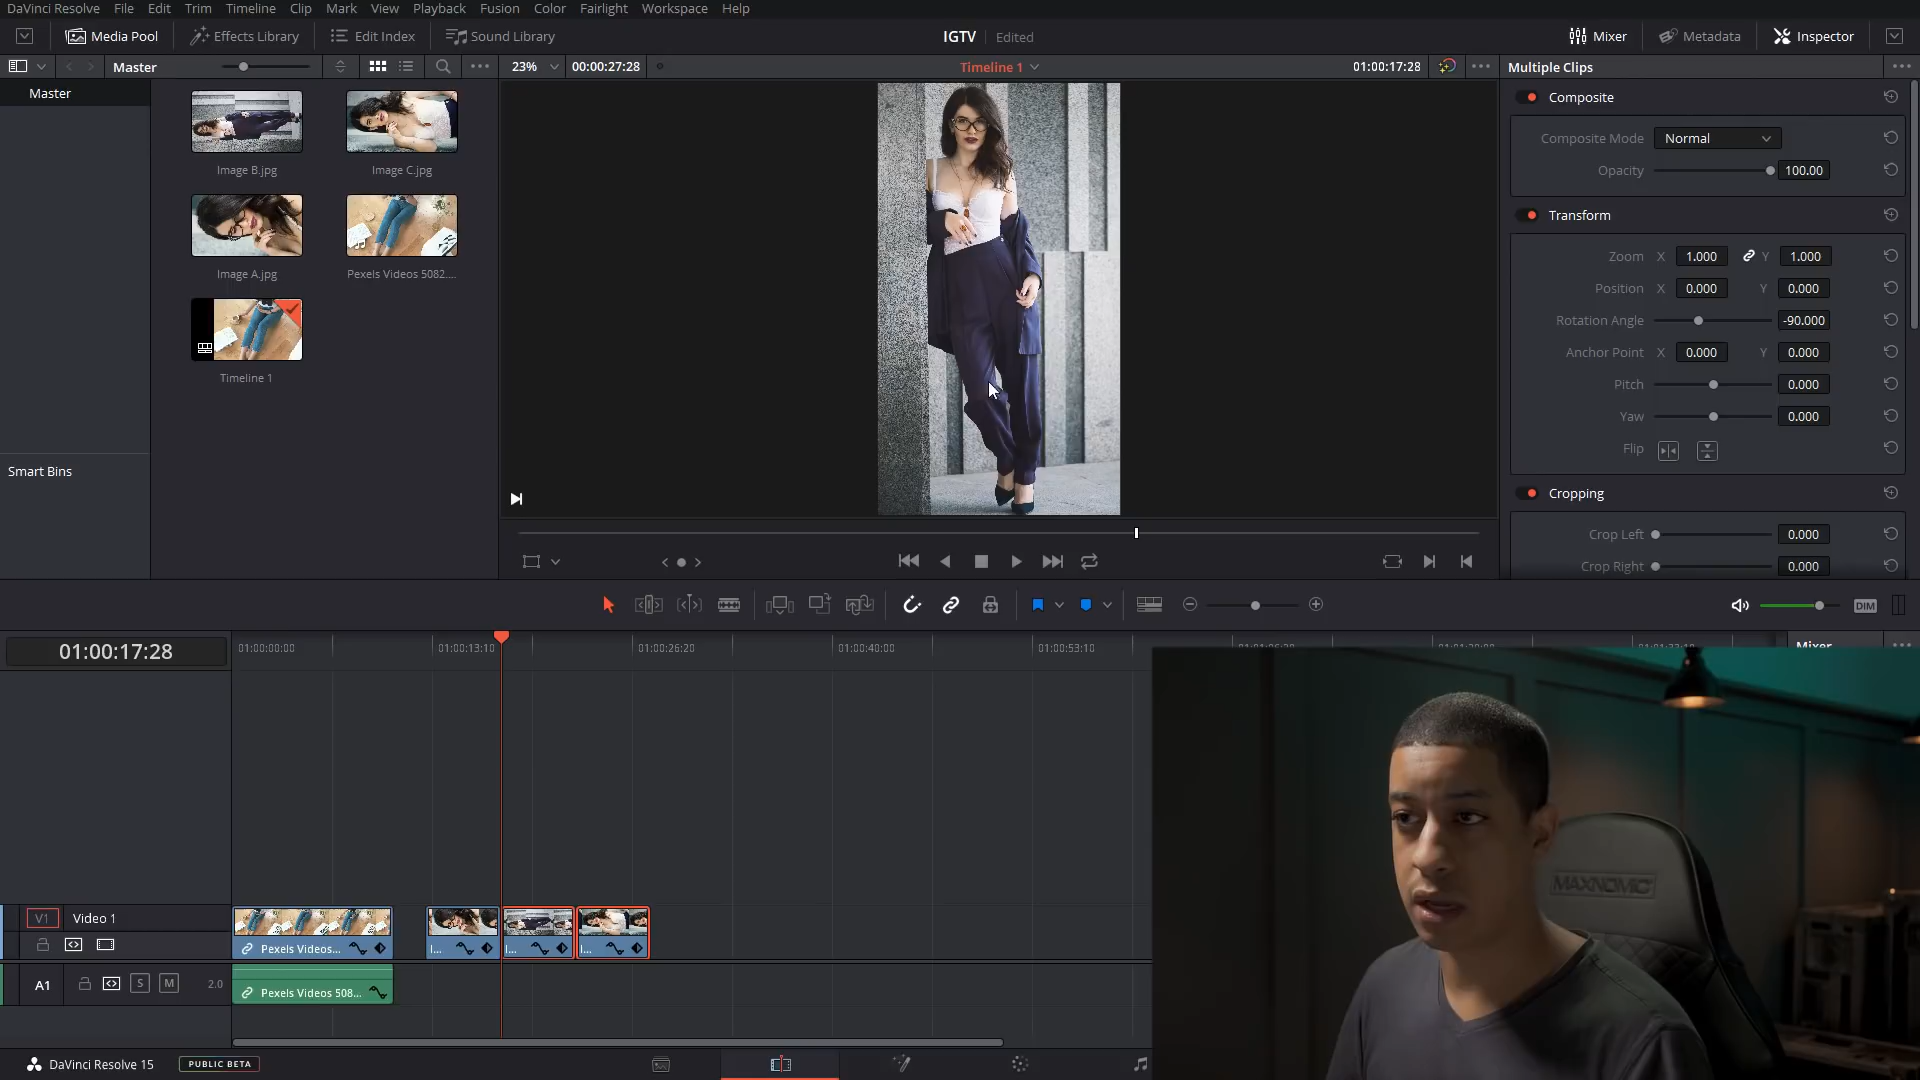 DaVinci Resolve File Edit Trim Timeline Clip Mark View Playback Fusion Color Fairlight Workspace Help
Media Pool Effects Library Edit Index Sound Library IGTV Edited Mixer Metadata Inspector
Master 23% 00:00:27:28 Timeline 1 01:00:17:28 Multiple Clips
Master
Smart Bins
Image B.jpg Image C.jpg
Image A.jpg Pexels Videos 5082....
Timeline 1
Composite
Composite Mode Normal
Opacity 100.00
Transform
Zoom X 1.000 Y 1.000
Position X 0.000 Y 0.000
Rotation Angle -90.000
Anchor Point X 0.000 Y 0.000
Pitch 0.000
Yaw 0.000
Flip
Cropping
Crop Left 0.000
Crop Right 0.000
DIM
01:00:17:28 01:00:00:00 01:00:13:10 01:00:26:20 01:00:40:00 01:00:53:10
Mixer
V1 Video 1
Pexels Videos... I... I... I...
A1 S M 2.0
Pexels Videos 508...
MAXNOMIC
DaVinci Resolve 15 PUBLIC BETA